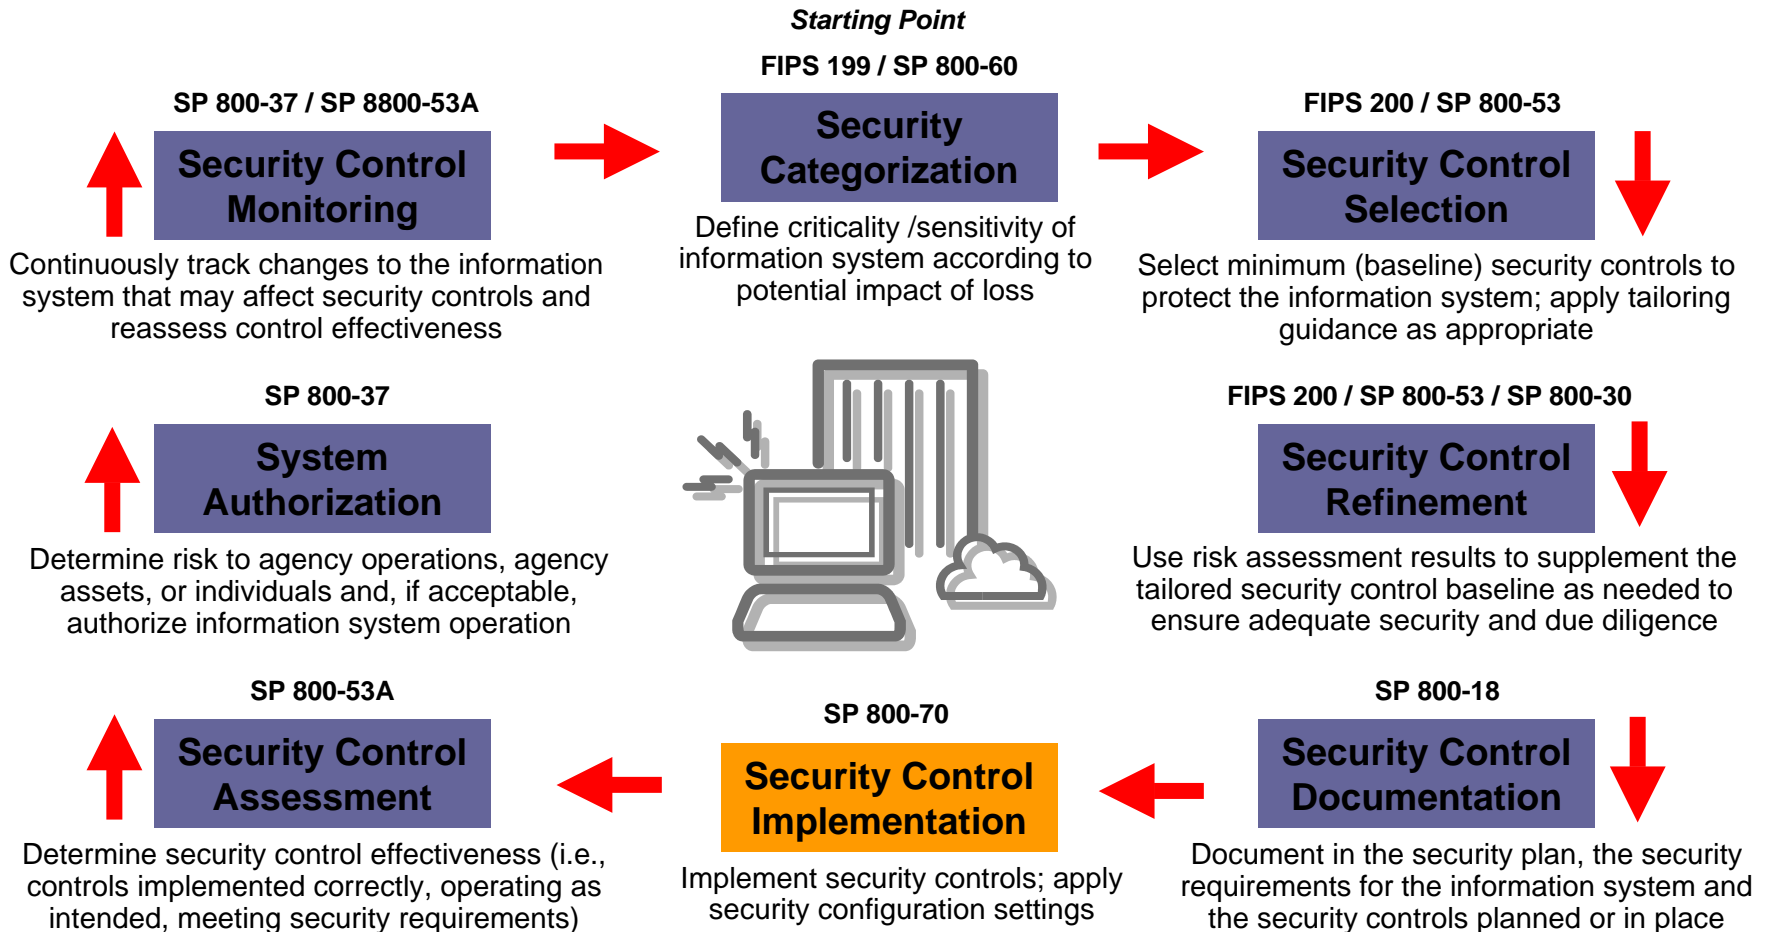 Starting Point
FIPS 199 / SP 800-60
Security
Categorization
Define criticality /sensitivity of
information system according to
potential impact of loss
FIPS 200 / SP 800-53
Security Control
Selection
Select minimum (baseline) security controls to
protect the information system; apply tailoring
guidance as appropriate
FIPS 200 / SP 800-53 / SP 800-30
Security Control
Refinement
Use risk assessment results to supplement the
tailored security control baseline as needed to
ensure adequate security and due diligence
SP 800-18
Security Control
Documentation
Document in the security plan, the security
requirements for the information system and
the security controls planned or in place
SP 800-70
Security Control
Implementation
Implement security controls; apply
security configuration settings
SP 800-53A
Security Control
Assessment
Determine security control effectiveness (i.e.,
controls implemented correctly, operating as
intended, meeting security requirements)
SP 800-37
System
Authorization
Determine risk to agency operations, agency
assets, or individuals and, if acceptable,
authorize information system operation
SP 800-37 / SP 8800-53A
Security Control
Monitoring
Continuously track changes to the information
system that may affect security controls and
reassess control effectiveness